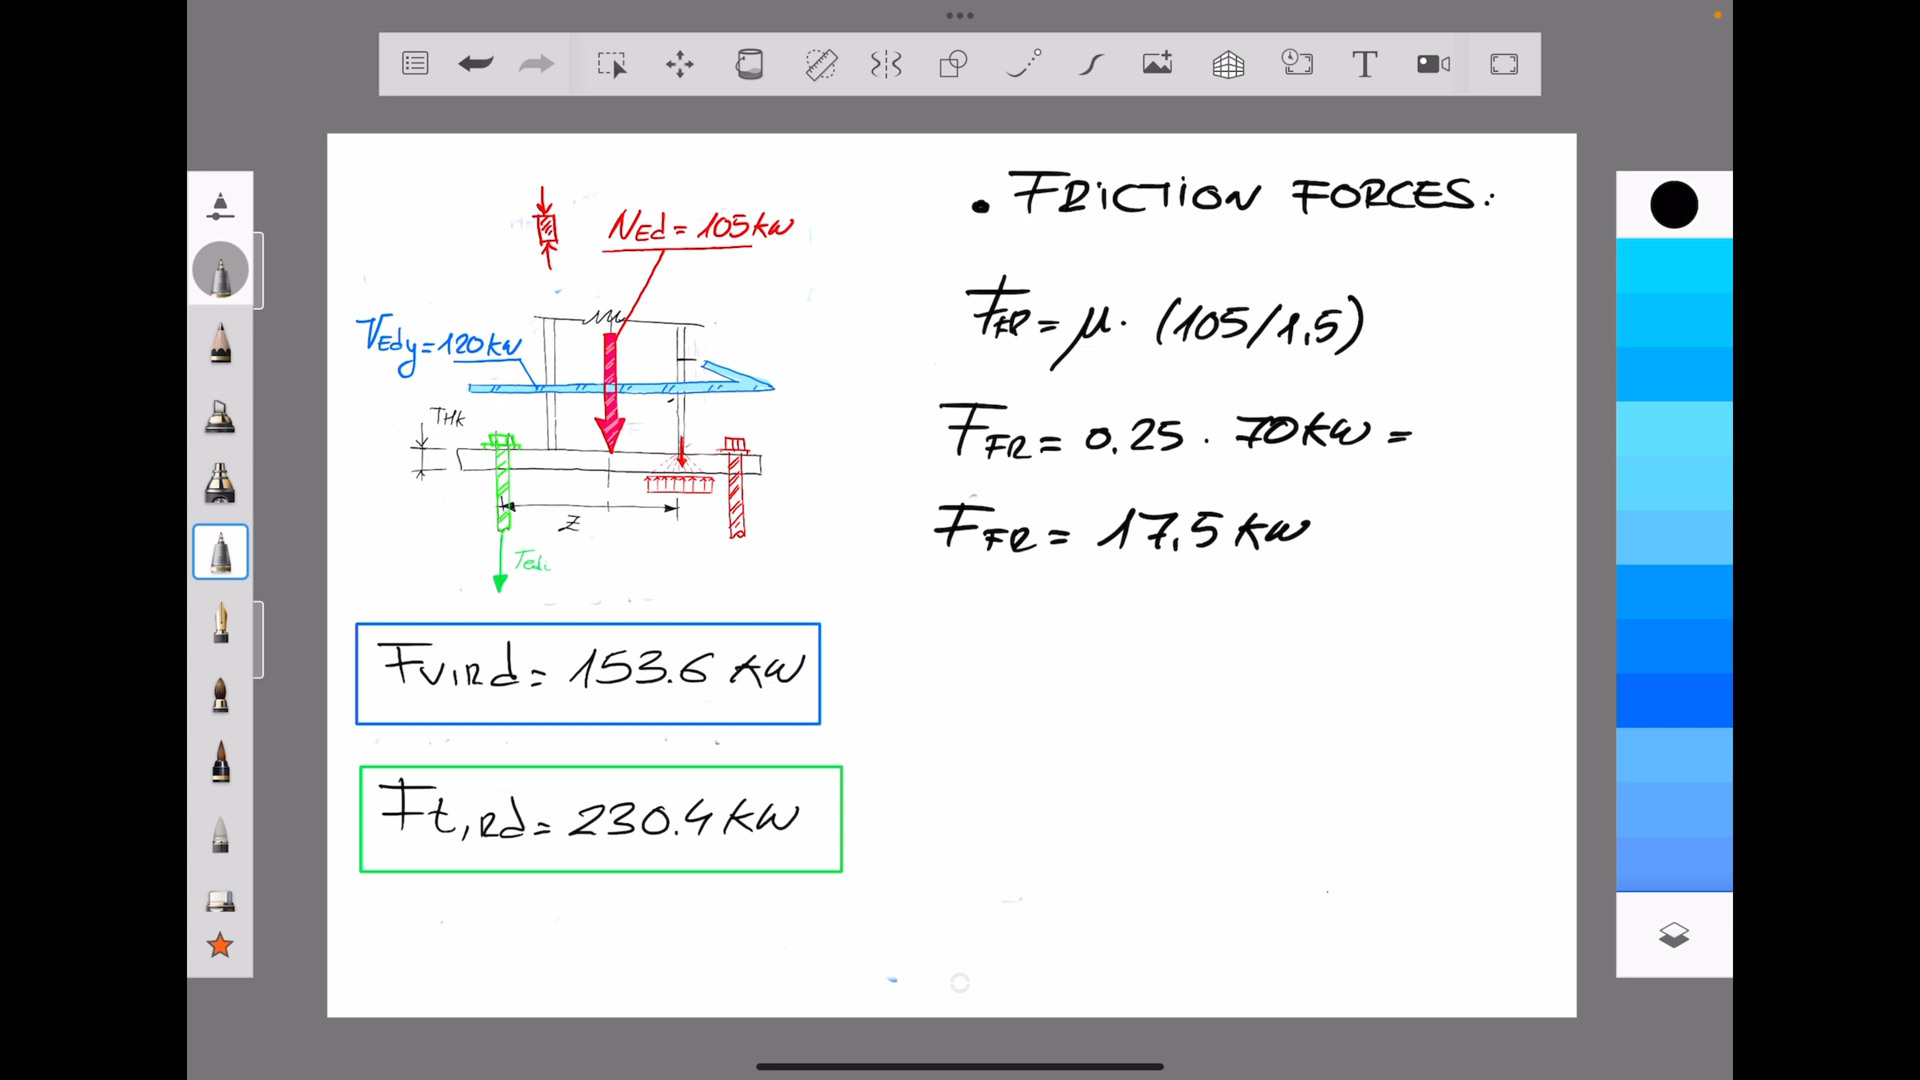 NEd = 105 kN
VEdy = 120 kN
THK
Z
TEdi
Fv,Rd = 153.6 kN
Ft,Rd = 230.4 kN
• FRICTION FORCES:
FFR = μ · (105/1.5)
FFR = 0.25 · 70 kN =
FFR = 17.5 kN
T